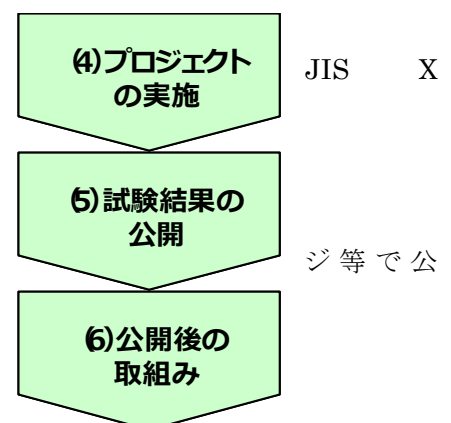 (4)プロジェクト
の実施
JIS X
(5)試験結果の
公開
ジ等で公
(6)公開後の
取組み